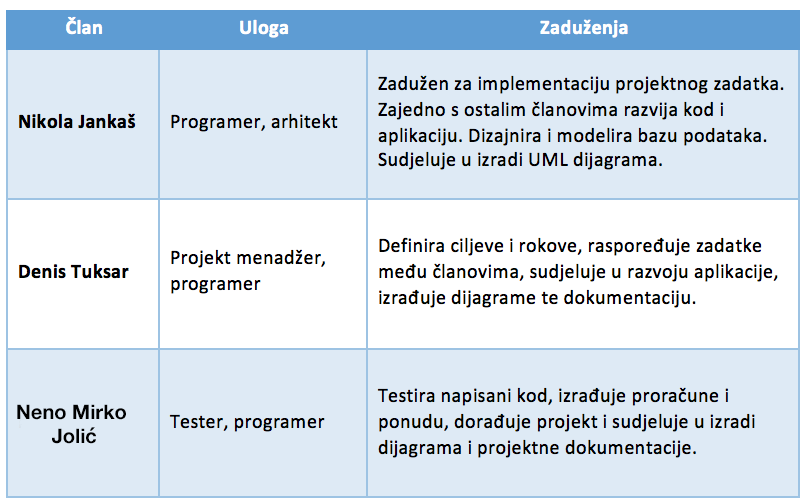 Član Uloga Zaduženja
Nikola Jankaš
Programer, arhitekt
Zadužen za implementaciju projektnog zadatka.
Zajedno s ostalim članovima razvija kod i
aplikaciju. Dizajnira i modelira bazu podataka.
Sudjeluje u izradi UML dijagrama.
Denis Tuksar
Projekt menadžer,
programer
Definira ciljeve i rokove, raspoređuje zadatke
među članovima, sudjeluje u razvoju aplikacije,
izrađuje dijagrame te dokumentaciju.
Neno Mirko
Jolić
Tester, programer
Testira napisani kod, izrađuje proračune i
ponudu, dorađuje projekt i sudjeluje u izradi
dijagrama i projektne dokumentacije.